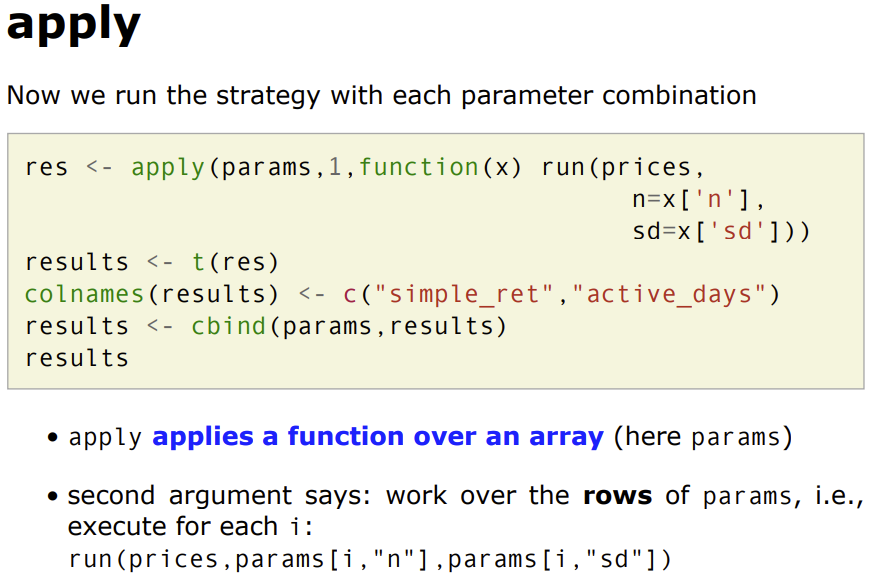 apply
Now we run the strategy with each parameter combination
res <- apply(params,1,function(x) run(prices,
n=x['n'],
sd=x['sd']))
results <- t(res)
colnames(results) <- c("simple_ret","active_days")
results <- cbind(params,results)
results
• apply applies a function over an array (here params)
• second argument says: work over the rows of params, i.e.,
execute for each i:
run(prices,params[i,"n"],params[i,"sd"])